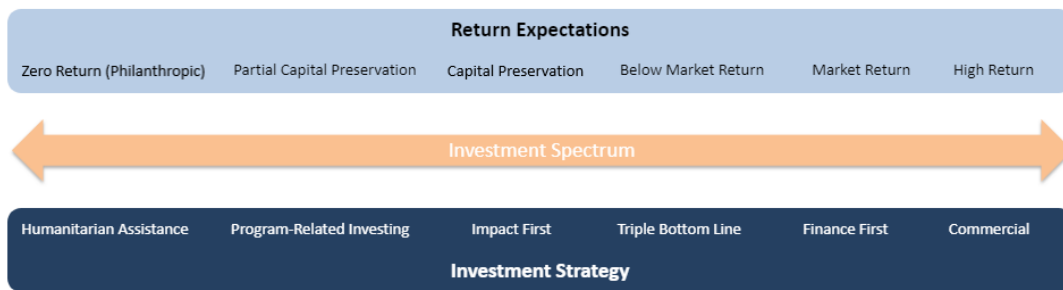 Return Expectations
Zero Return (Philanthropic) Partial Capital Preservation Capital Preservation Below Market Return Market Return High Return
Investment Spectrum
Humanitarian Assistance Program-Related Investing Impact First Triple Bottom Line Finance First Commercial
Investment Strategy